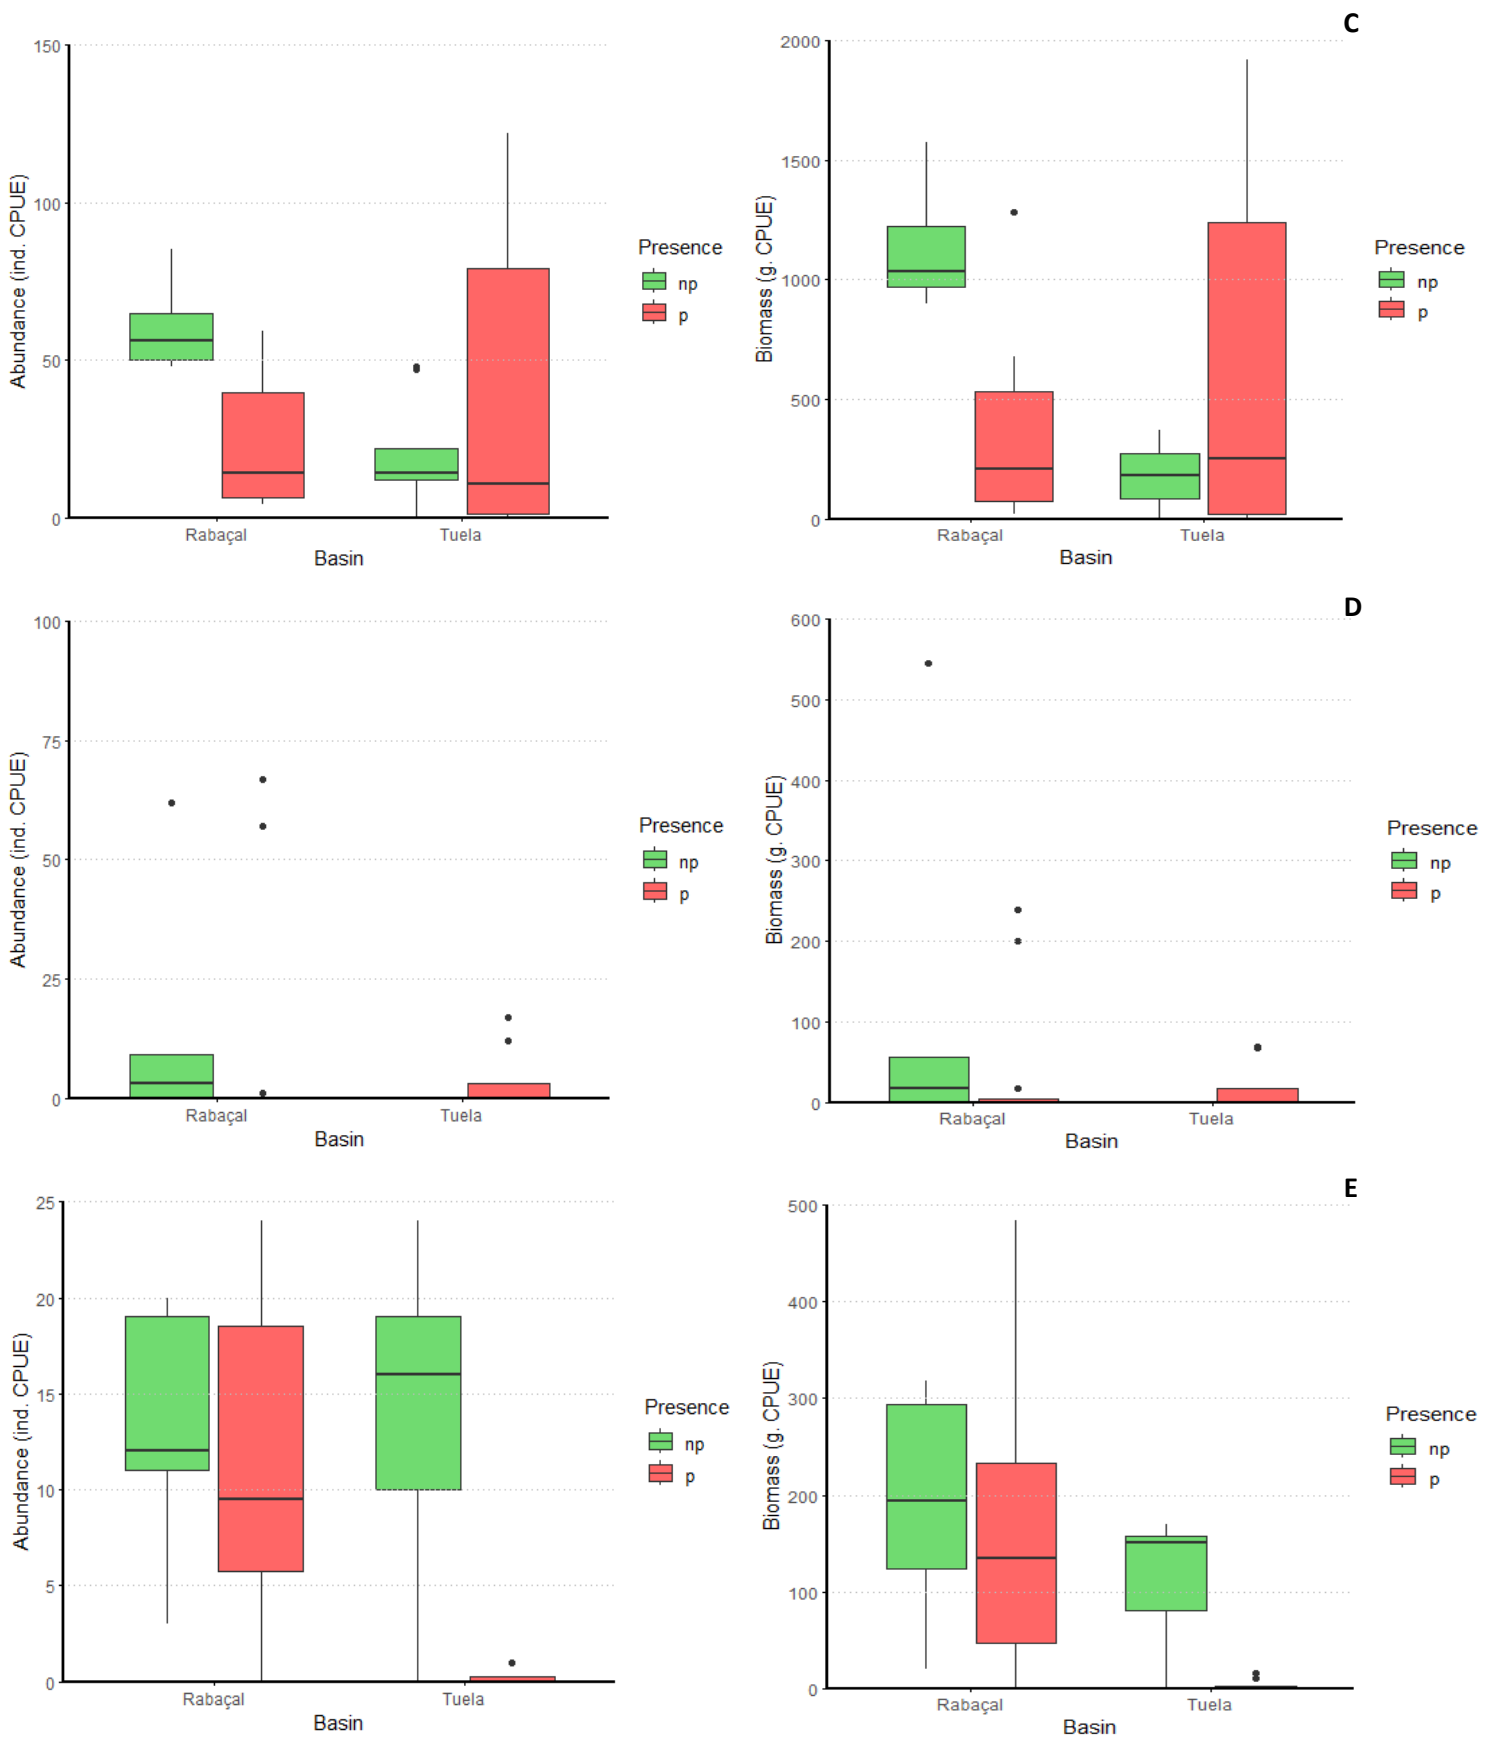 C
150
100
50
0
Abundance (ind. CPUE)
Rabaçal
Tuela
Basin
Presence
np
p
2000
1500
1000
500
0
Biomass (g. CPUE)
Rabaçal
Tuela
Basin
Presence
np
p
D
100
75
50
25
0
Abundance (ind. CPUE)
Rabaçal
Tuela
Basin
Presence
np
p
600
500
400
300
200
100
0
Biomass (g. CPUE)
Rabaçal
Tuela
Basin
Presence
np
p
E
25
20
15
10
5
0
Abundance (ind. CPUE)
Rabaçal
Tuela
Basin
Presence
np
p
500
400
300
200
100
0
Biomass (g. CPUE)
Rabaçal
Tuela
Basin
Presence
np
p